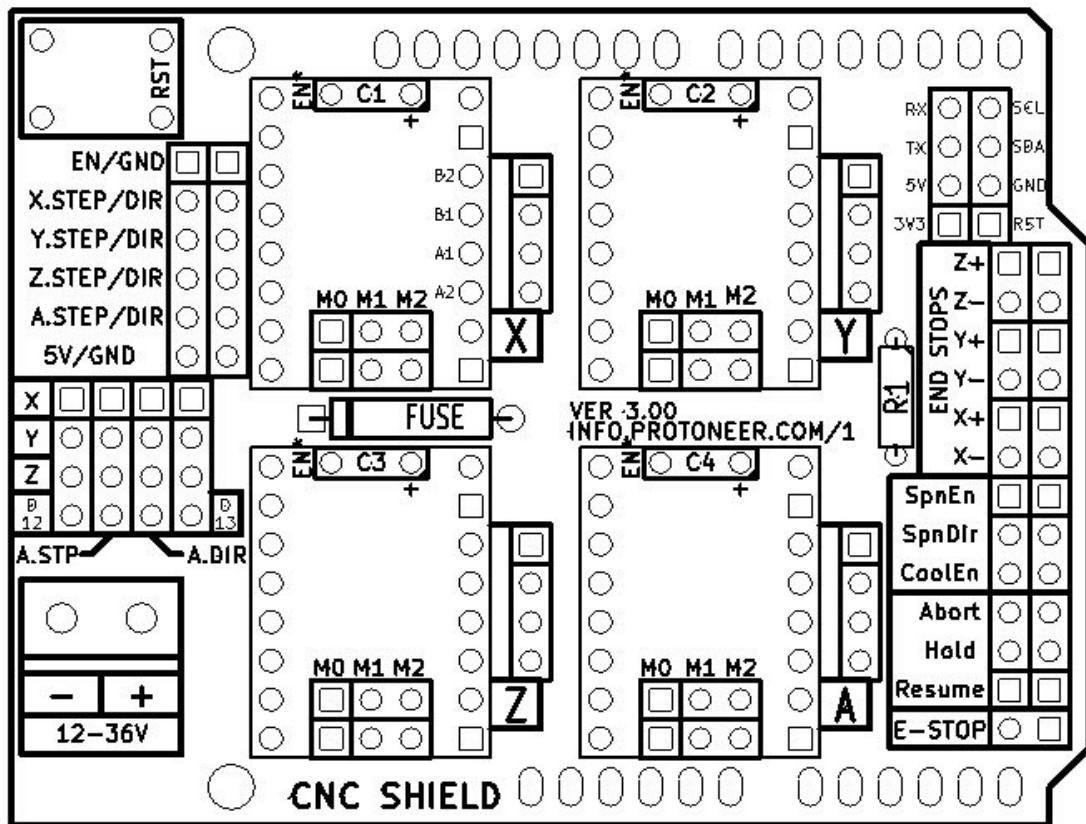 RST
EN/GND
X.STEP/DIR
Y.STEP/DIR
Z.STEP/DIR
A.STEP/DIR
5V/GND
X
Y
Z
D
12
D
13
A.STP
A.DIR
- +
12-36V
EN*
C1
+
B2
B1
A1
A2
M0 M1 M2
X
EN*
C2
+
M0 M1 M2
Y
FUSE
VER 3.00
INFO.PROTONEER.COM/1
R1
EN*
C3
+
M0 M1 M2
Z
EN*
C4
+
M0 M1 M2
A
RX SCL
TX SDA
5V GND
3V3 RST
END STOPS
Z+
Z-
Y+
Y-
X+
X-
SpnEn
SpnDir
CoolEn
Abort
Hold
Resume
E-STOP
CNC SHIELD